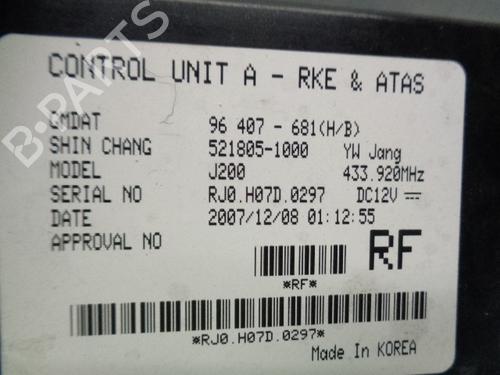 CONTROL UNIT A - RKE & ATAS
GMDAT 96 407 - 681(H/B)
SHIN CHANG 521805-1000 YW Jang
MODEL J200 433.920MHz
SERIAL NO RJ0.H07D.0297 DC12V
DATE 2007/12/08 01:12:55
APPROVAL NO
RF
*RF*
*RJ0.H07D.0297*
Made In KOREA
B-PARTS